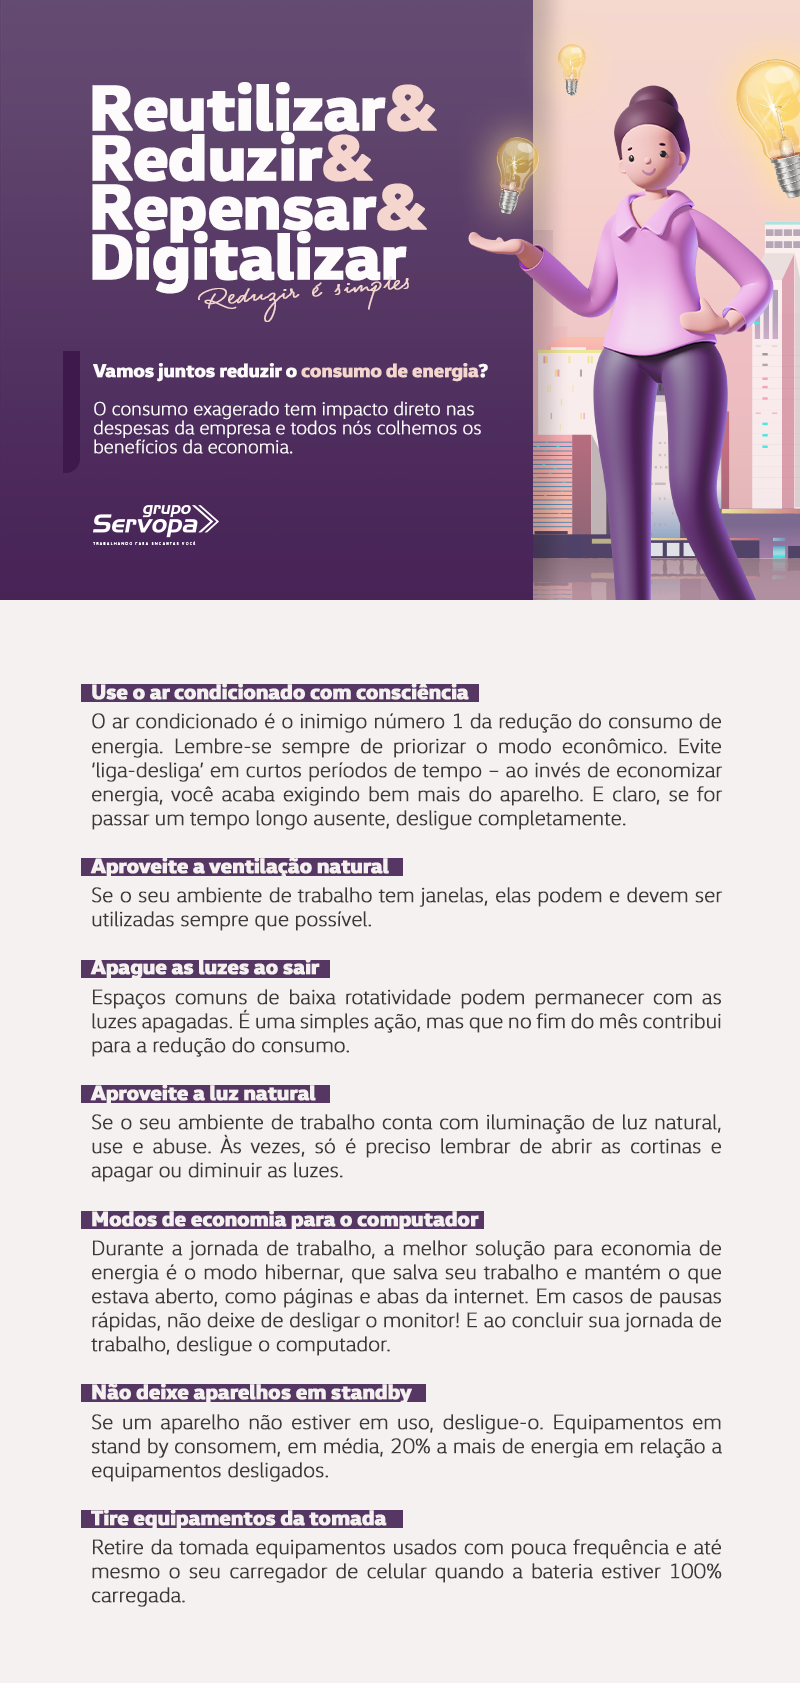 Reutilizar&
Reduzir&
Repensar&
Digitalizar
Reduzir é simples
Vamos juntos reduzir o consumo de energia?
O consumo exagerado tem impacto direto nas
despesas da empresa e todos nós colhemos os
benefícios da economia.
grupo
Servopa
TRABALHANDO PARA ENCANTAR VOCÊ
Use o ar condicionado com consciência
O ar condicionado é o inimigo número 1 da redução do consumo de
energia. Lembre-se sempre de priorizar o modo econômico. Evite
‘liga-desliga’ em curtos períodos de tempo – ao invés de economizar
energia, você acaba exigindo bem mais do aparelho. E claro, se for
passar um tempo longo ausente, desligue completamente.
Aproveite a ventilação natural
Se o seu ambiente de trabalho tem janelas, elas podem e devem ser
utilizadas sempre que possível.
Apague as luzes ao sair
Espaços comuns de baixa rotatividade podem permanecer com as
luzes apagadas. É uma simples ação, mas que no fim do mês contribui
para a redução do consumo.
Aproveite a luz natural
Se o seu ambiente de trabalho conta com iluminação de luz natural,
use e abuse. Às vezes, só é preciso lembrar de abrir as cortinas e
apagar ou diminuir as luzes.
Modos de economia para o computador
Durante a jornada de trabalho, a melhor solução para economia de
energia é o modo hibernar, que salva seu trabalho e mantém o que
estava aberto, como páginas e abas da internet. Em casos de pausas
rápidas, não deixe de desligar o monitor! E ao concluir sua jornada de
trabalho, desligue o computador.
Não deixe aparelhos em standby
Se um aparelho não estiver em uso, desligue-o. Equipamentos em
stand by consomem, em média, 20% a mais de energia em relação a
equipamentos desligados.
Tire equipamentos da tomada
Retire da tomada equipamentos usados com pouca frequência e até
mesmo o seu carregador de celular quando a bateria estiver 100%
carregada.